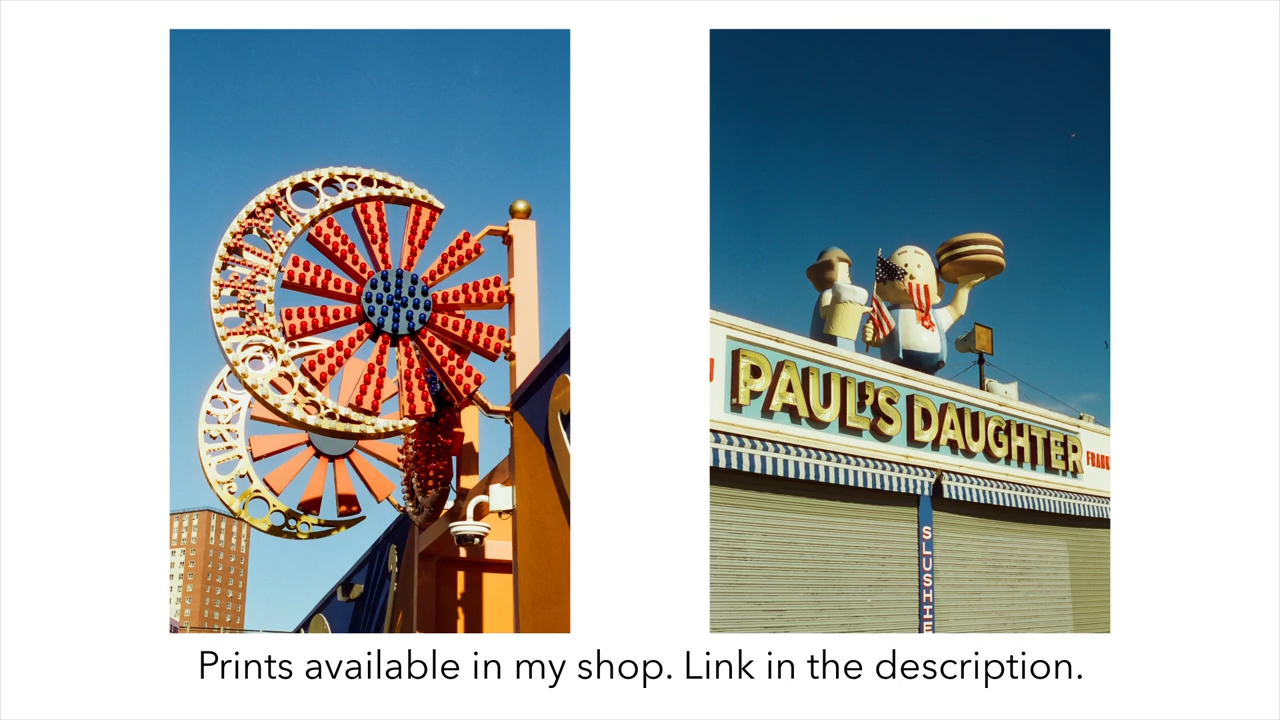 PAUL'S DAUGHTER
SLUSHIE
Prints available in my shop. Link in the description.